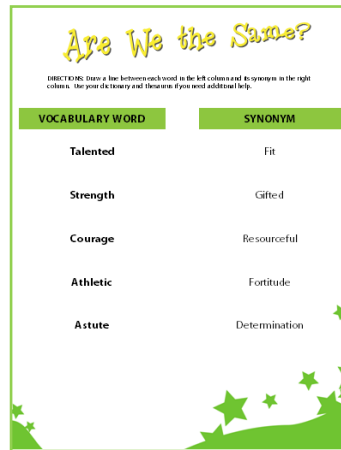 Are We the Same?
DIRECTIONS: Draw a line between each word in the left column and its synonym in the right
column. Use your dictionary and thesaurus if you need additional help.
VOCABULARY WORD SYNONYM
Talented Fit
Strength Gifted
Courage Resourceful
Athletic Fortitude
Astute Determination